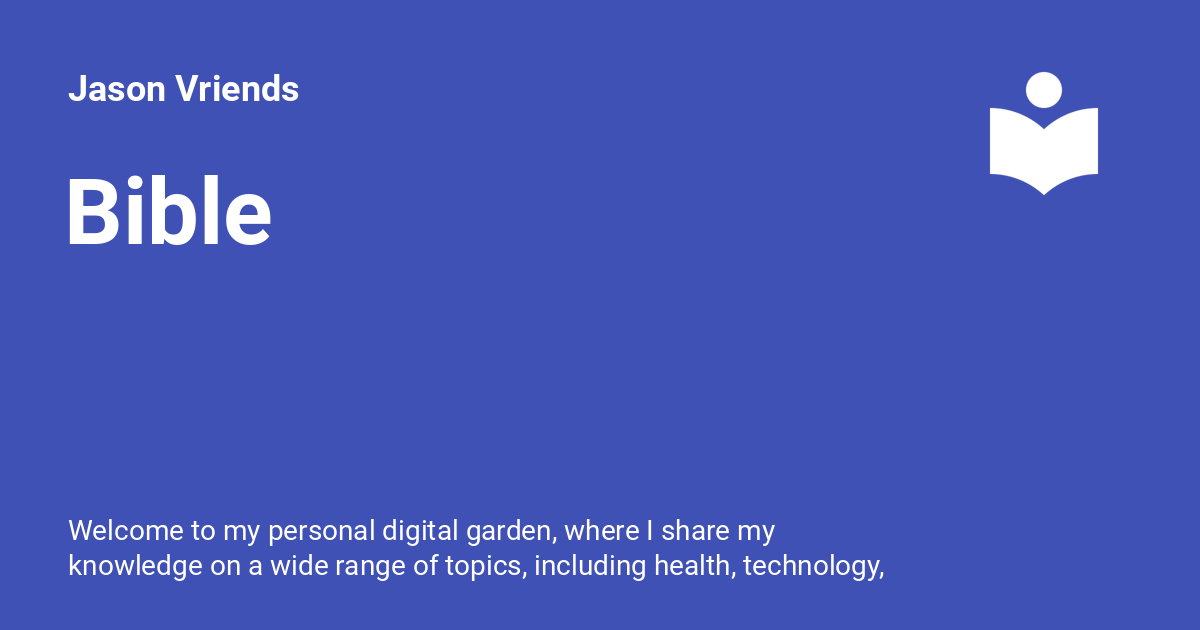 Jason Vriends
Bible
Welcome to my personal digital garden, where I share my
knowledge on a wide range of topics, including health, technology,